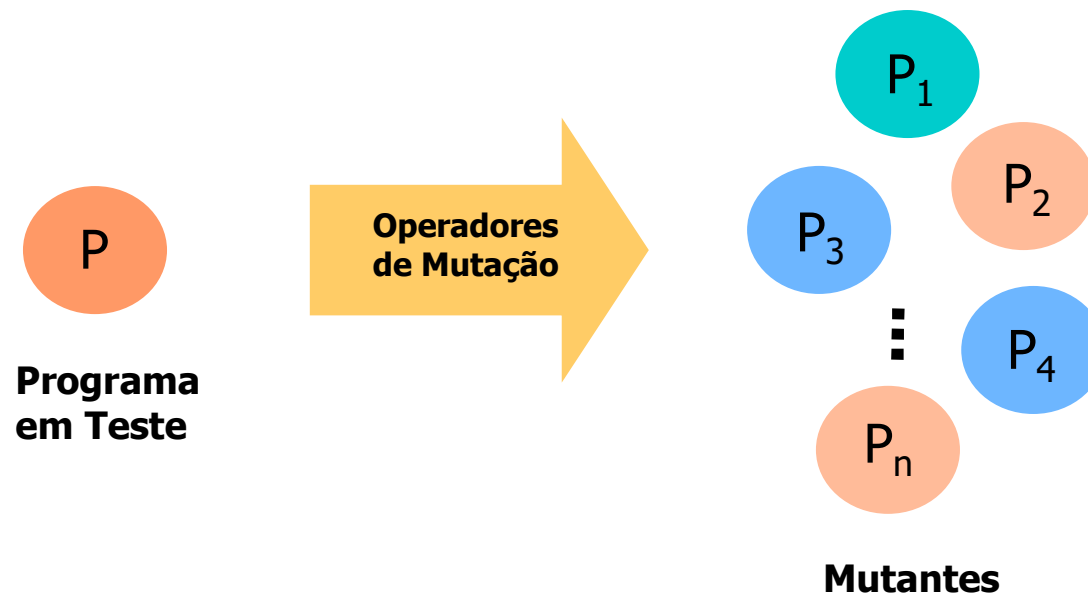 P
Programa
em Teste
Operadores
de Mutação
P₁
P₂
P₃
P₄
Pₙ
Mutantes